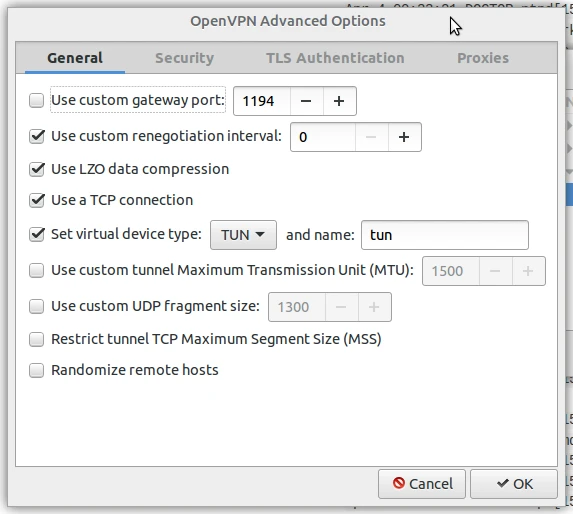 OpenVPN Advanced Options
General Security TLS Authentication Proxies
Use custom gateway port: 1194 − +
Use custom renegotiation interval: 0 − +
Use LZO data compression
Use a TCP connection
Set virtual device type: TUN and name: tun
Use custom tunnel Maximum Transmission Unit (MTU): 1500 − +
Use custom UDP fragment size: 1300 − +
Restrict tunnel TCP Maximum Segment Size (MSS)
Randomize remote hosts
Cancel OK